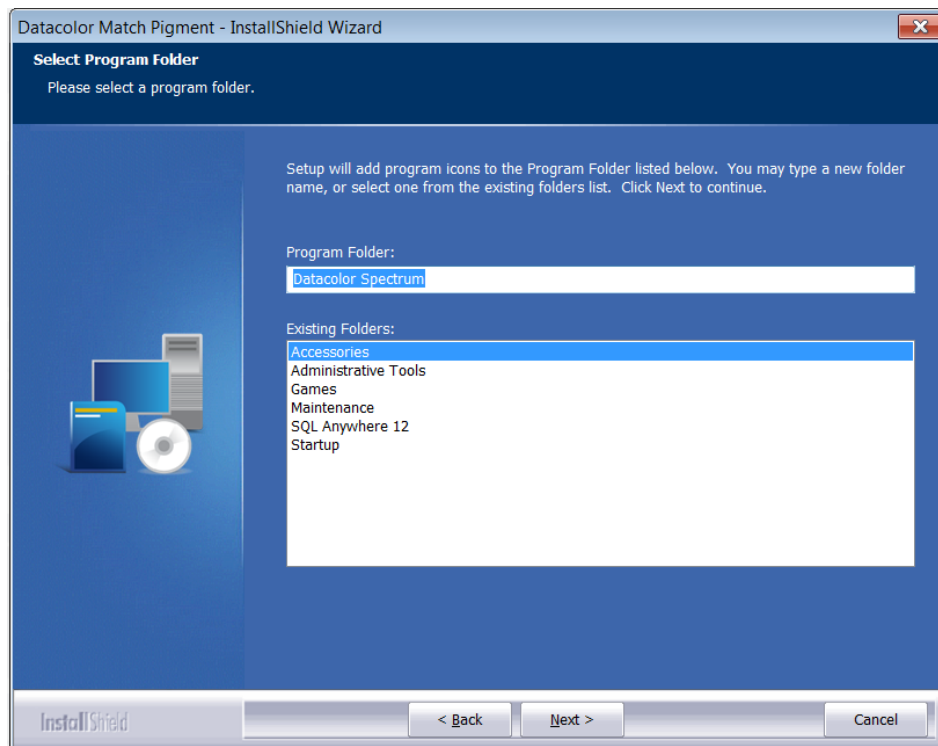 Datacolor Match Pigment - InstallShield Wizard
Select Program Folder
Please select a program folder.
Setup will add program icons to the Program Folder listed below.  You may type a new folder
name, or select one from the existing folders list.  Click Next to continue.
Program Folder:
Datacolor Spectrum
Existing Folders:
Accessories
Administrative Tools
Games
Maintenance
SQL Anywhere 12
Startup
InstallShield
< Back
Next >
Cancel